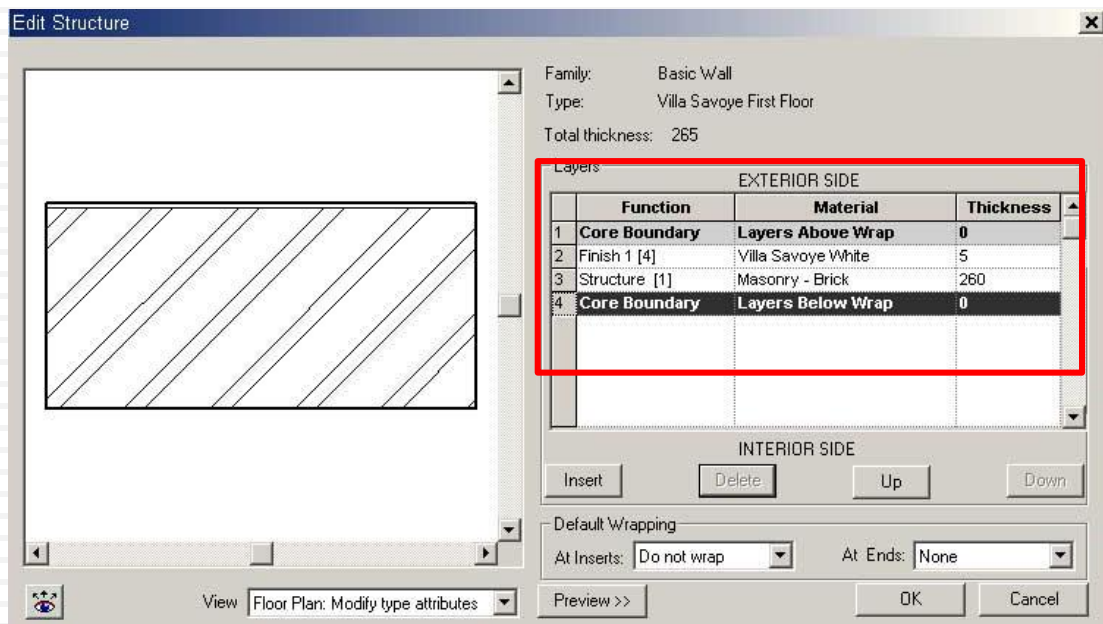 Edit Structure
Family: Basic Wall
Type: Villa Savoye First Floor
Total thickness: 265
Layers
EXTERIOR SIDE
Function Material Thickness
1 Core Boundary Layers Above Wrap 0
2 Finish 1 [4] Villa Savoye White 5
3 Structure [1] Masonry - Brick 260
4 Core Boundary Layers Below Wrap 0
INTERIOR SIDE
Insert Delete Up Down
Default Wrapping
At Inserts: Do not wrap At Ends: None
View Floor Plan: Modify type attributes Preview >> OK Cancel